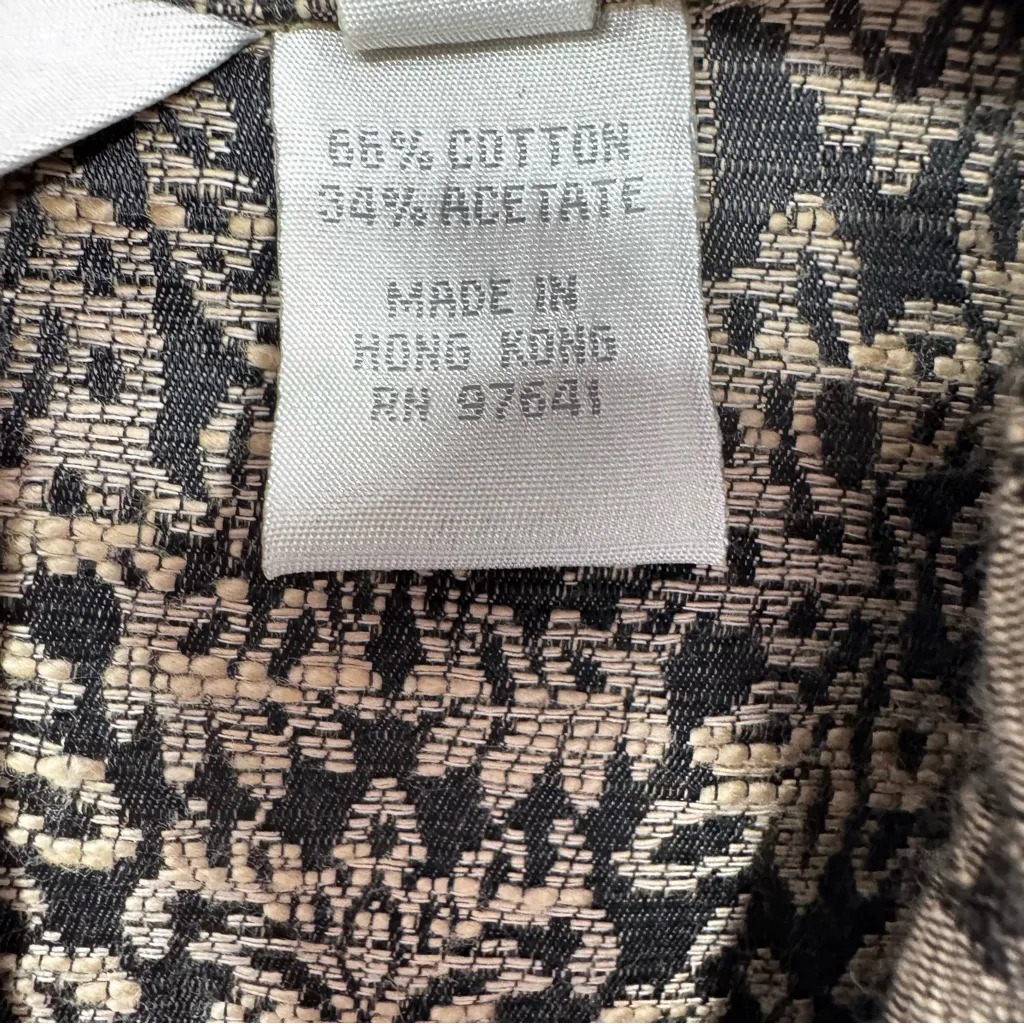 66% COTTON
34% ACETATE
MADE IN
HONG KONG
RN 97641